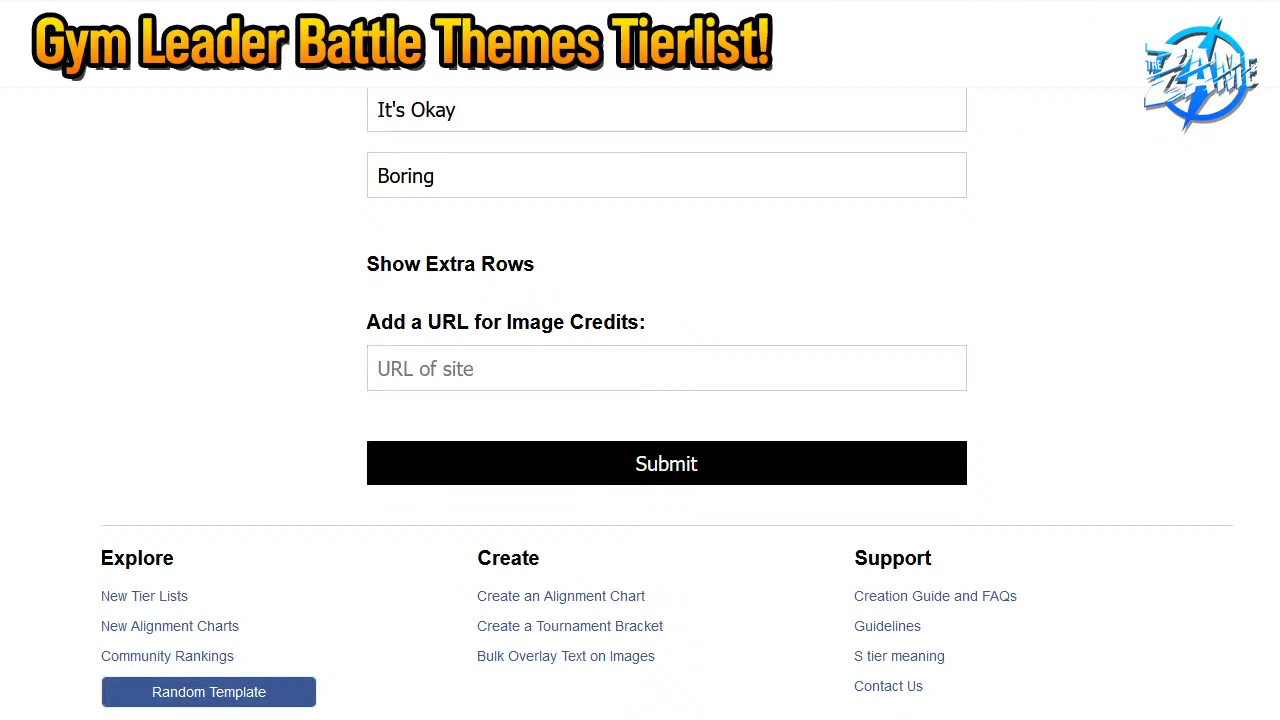 Gym Leader Battle Themes Tierlist!
THE ZAME
It's Okay
Boring
Show Extra Rows
Add a URL for Image Credits:
URL of site
Submit
Explore
New Tier Lists
New Alignment Charts
Community Rankings
Random Template
Create
Create an Alignment Chart
Create a Tournament Bracket
Bulk Overlay Text on Images
Support
Creation Guide and FAQs
Guidelines
S tier meaning
Contact Us